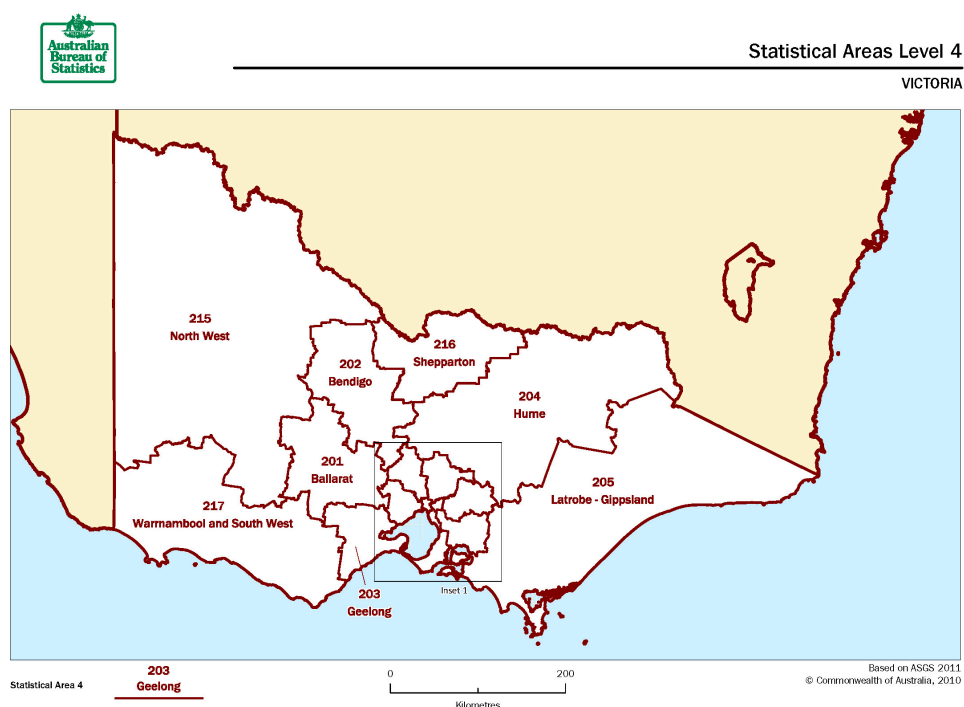 Australian
Bureau of
Statistics
Statistical Areas Level 4
VICTORIA
215
North West
216
Shepparton
202
Bendigo
204
Hume
201
Ballarat
205
Latrobe - Gippsland
217
Warrnambool and South West
Inset 1
203
Geelong
Statistical Area 4
203
Geelong
0 200
Kilometres
Based on ASGS 2011
© Commonwealth of Australia, 2010